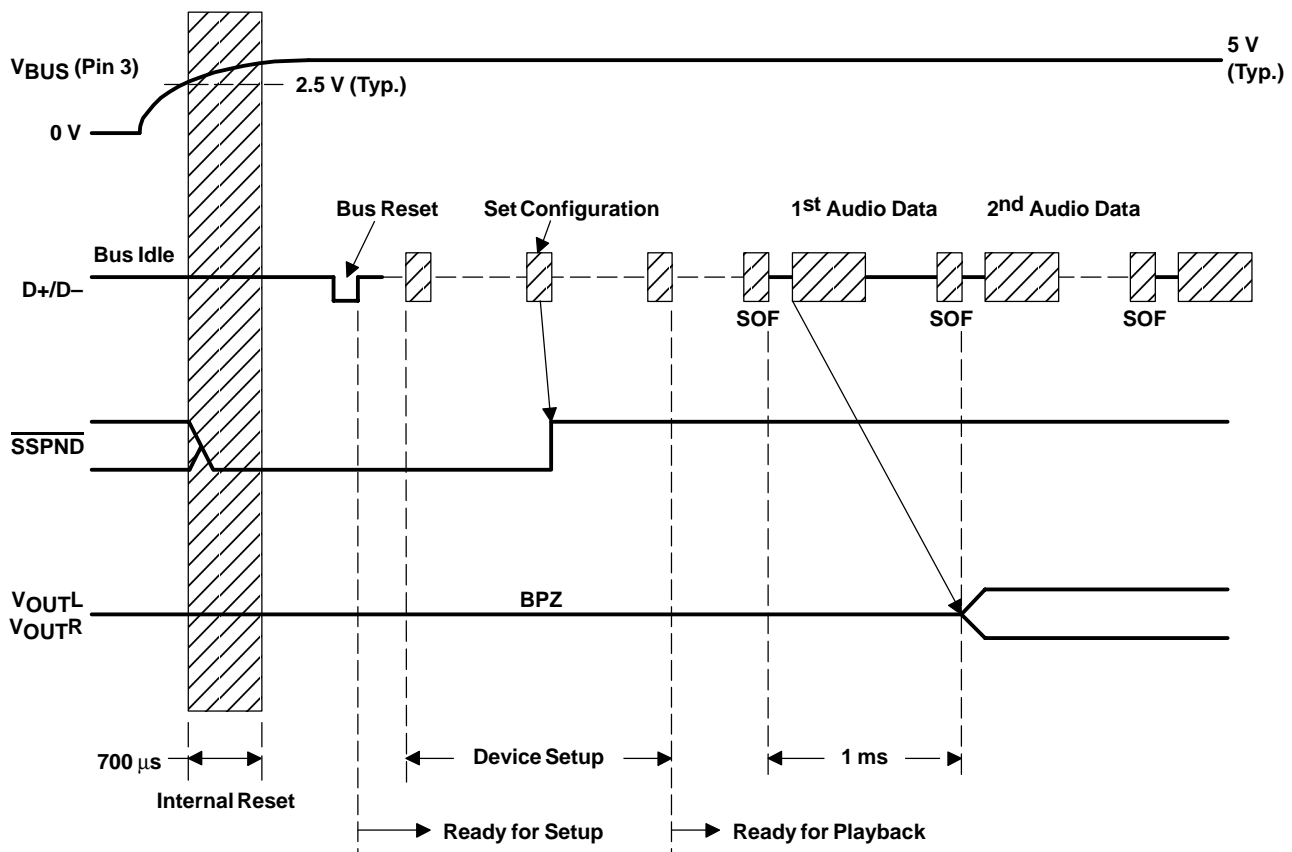 VBUS (Pin 3)
5 V
(Typ.)
2.5 V (Typ.)
0 V
Bus Reset
Set Configuration
1st Audio Data
2nd Audio Data
Bus Idle
D+/D–
SOF
SOF
SOF
SSPND
BPZ
VOUTL
VOUTR
700 μs
Device Setup
1 ms
Internal Reset
Ready for Setup
Ready for Playback